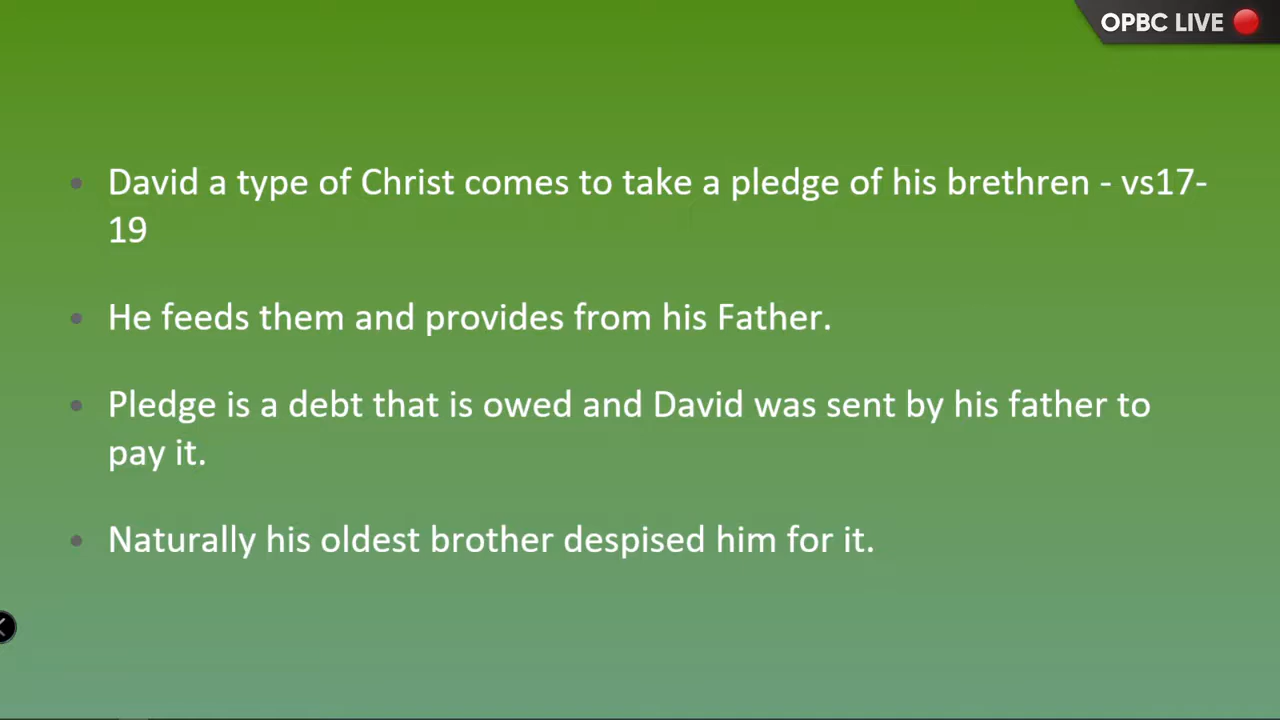 OPBC LIVE
• David a type of Christ comes to take a pledge of his brethren - vs17-
19
• He feeds them and provides from his Father.
• Pledge is a debt that is owed and David was sent by his father to
pay it.
• Naturally his oldest brother despised him for it.